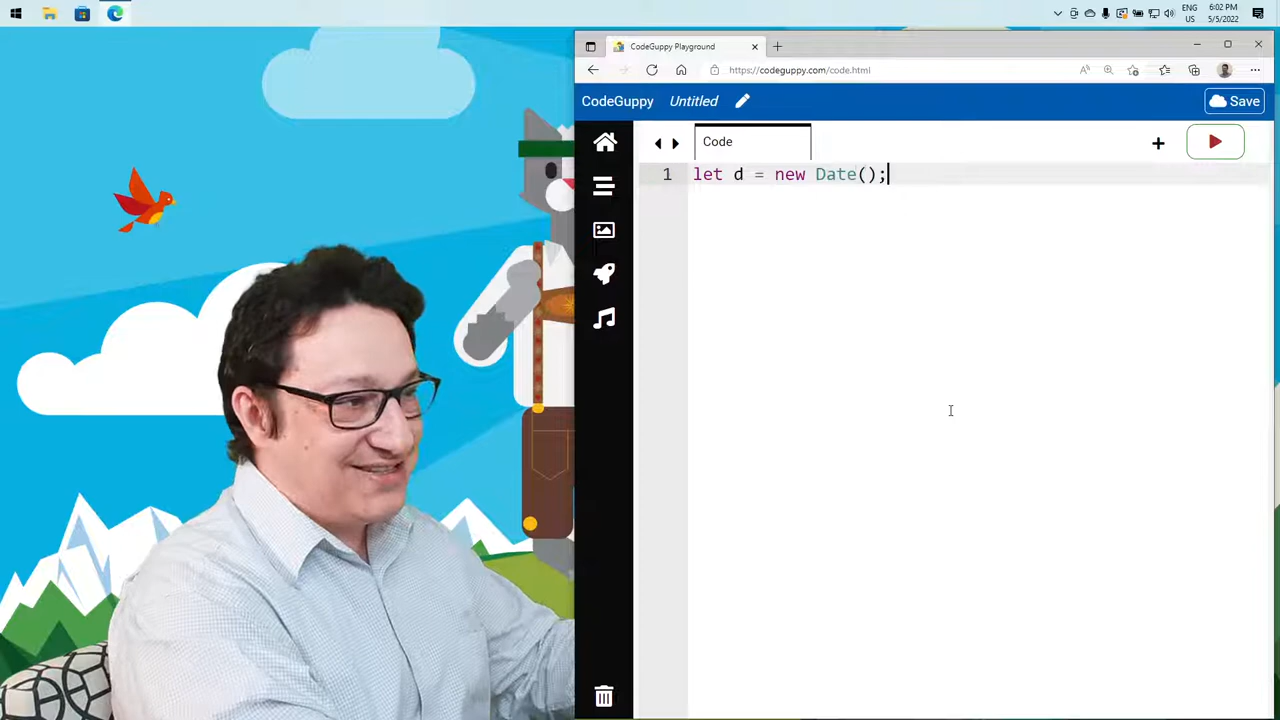 ENG
6:02 PM
US
5/5/2022
CodeGuppy Playground
https://codeguppy.com/code.html
CodeGuppy Untitled Save
Code
1 let d = new Date();